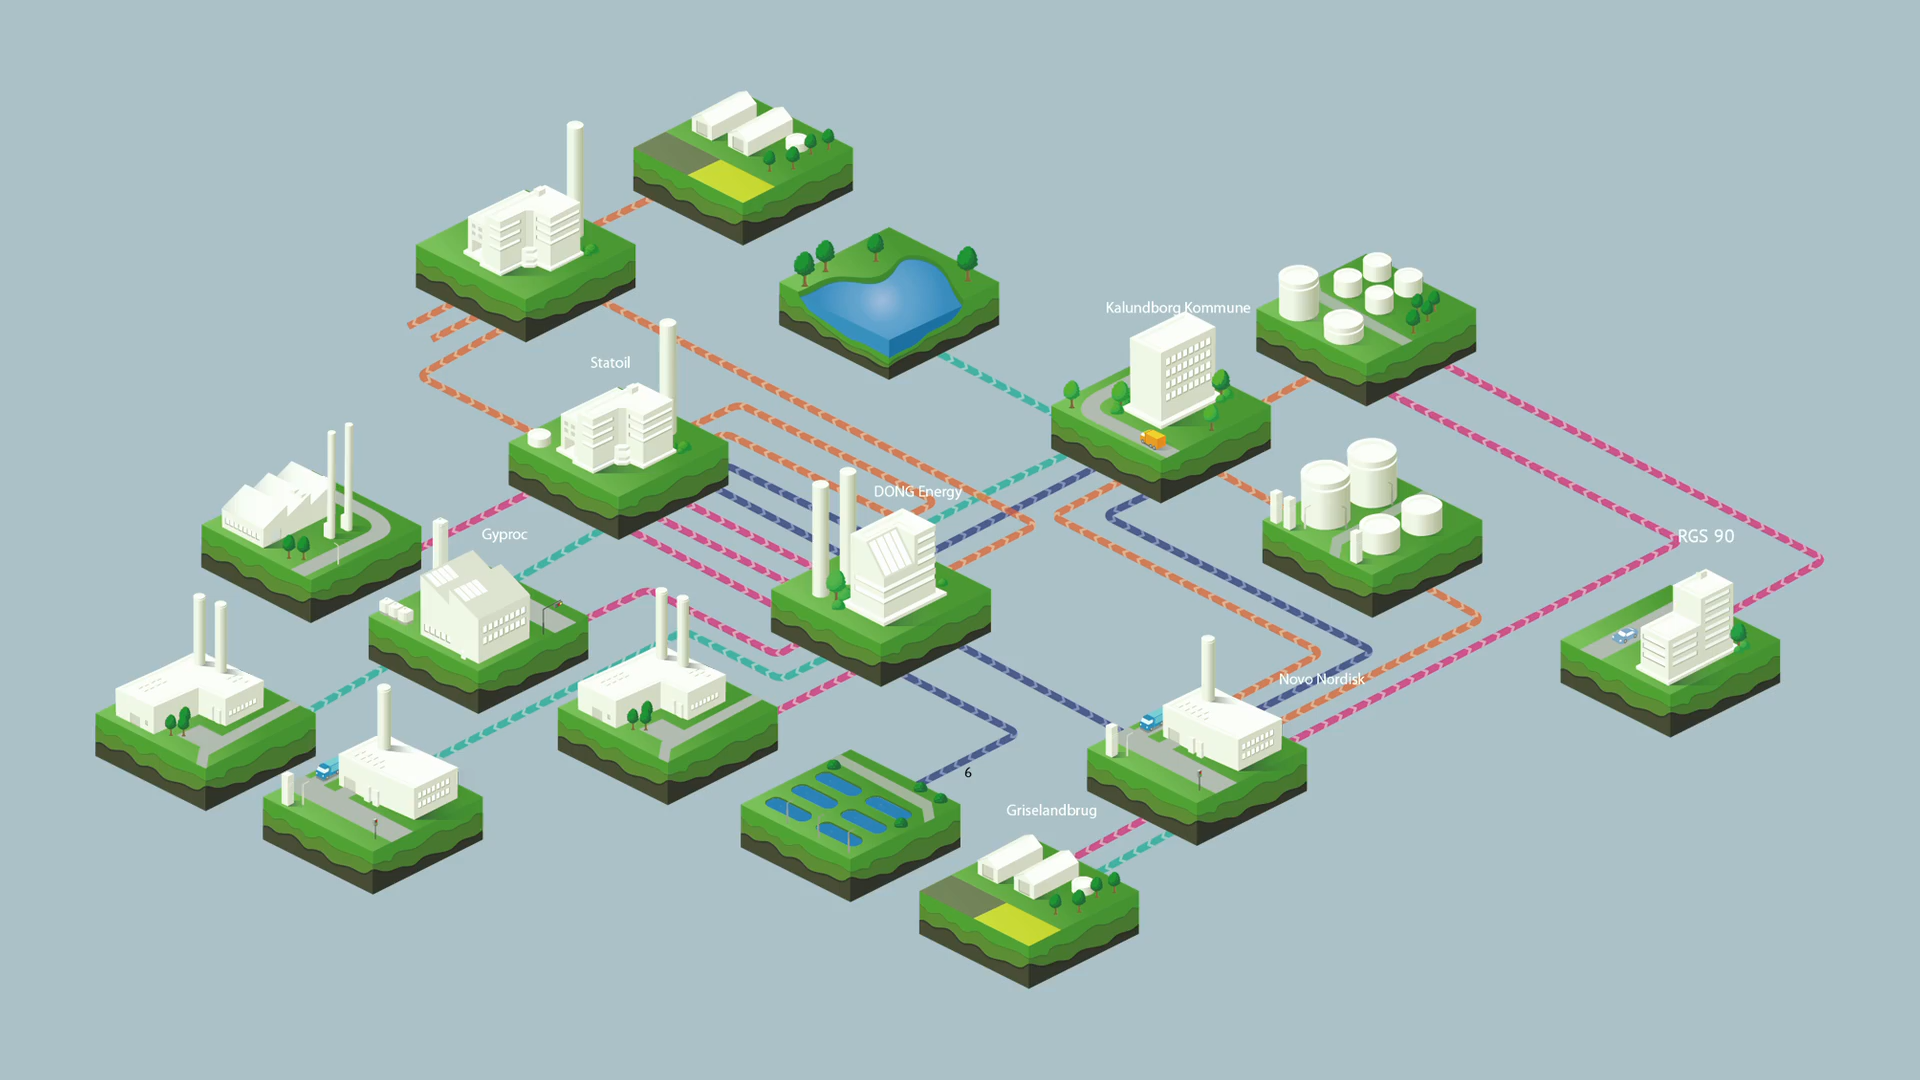 Kalundborg Kommune
Statoil
DONG Energy
Gyproc
RGS 90
Novo Nordisk
6
Griselandbrug